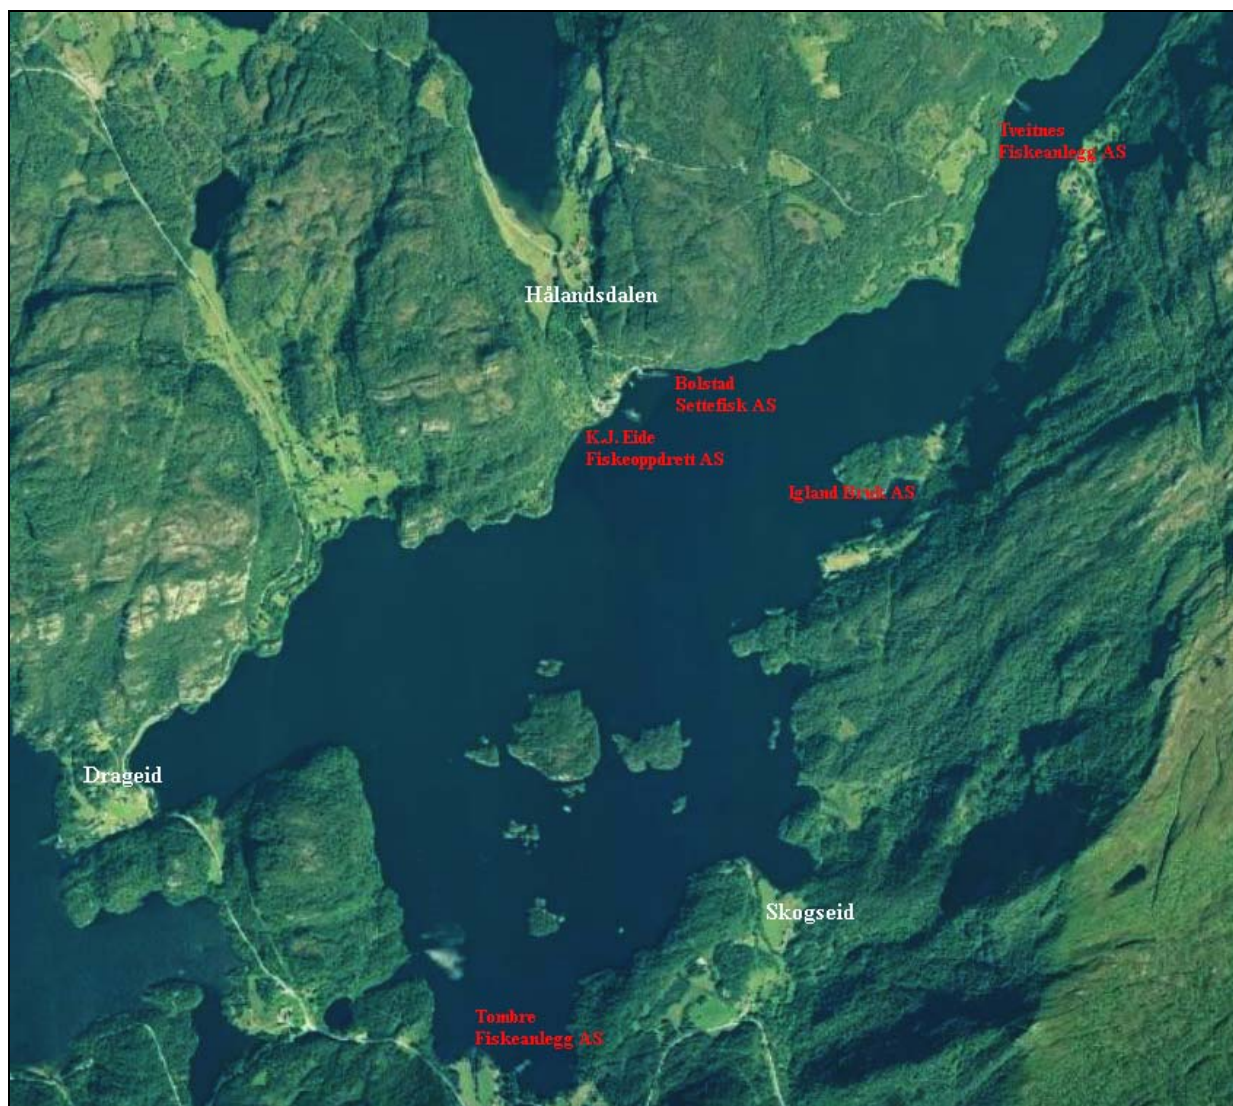 Tveitnes
Fiskeanlegg AS
Hålandsdalen
Bolstad
Settefisk AS
K.J. Eide
Fiskeoppdrett AS
Igland Bruk AS
Drageid
Skogseid
Tombre
Fiskeanlegg AS